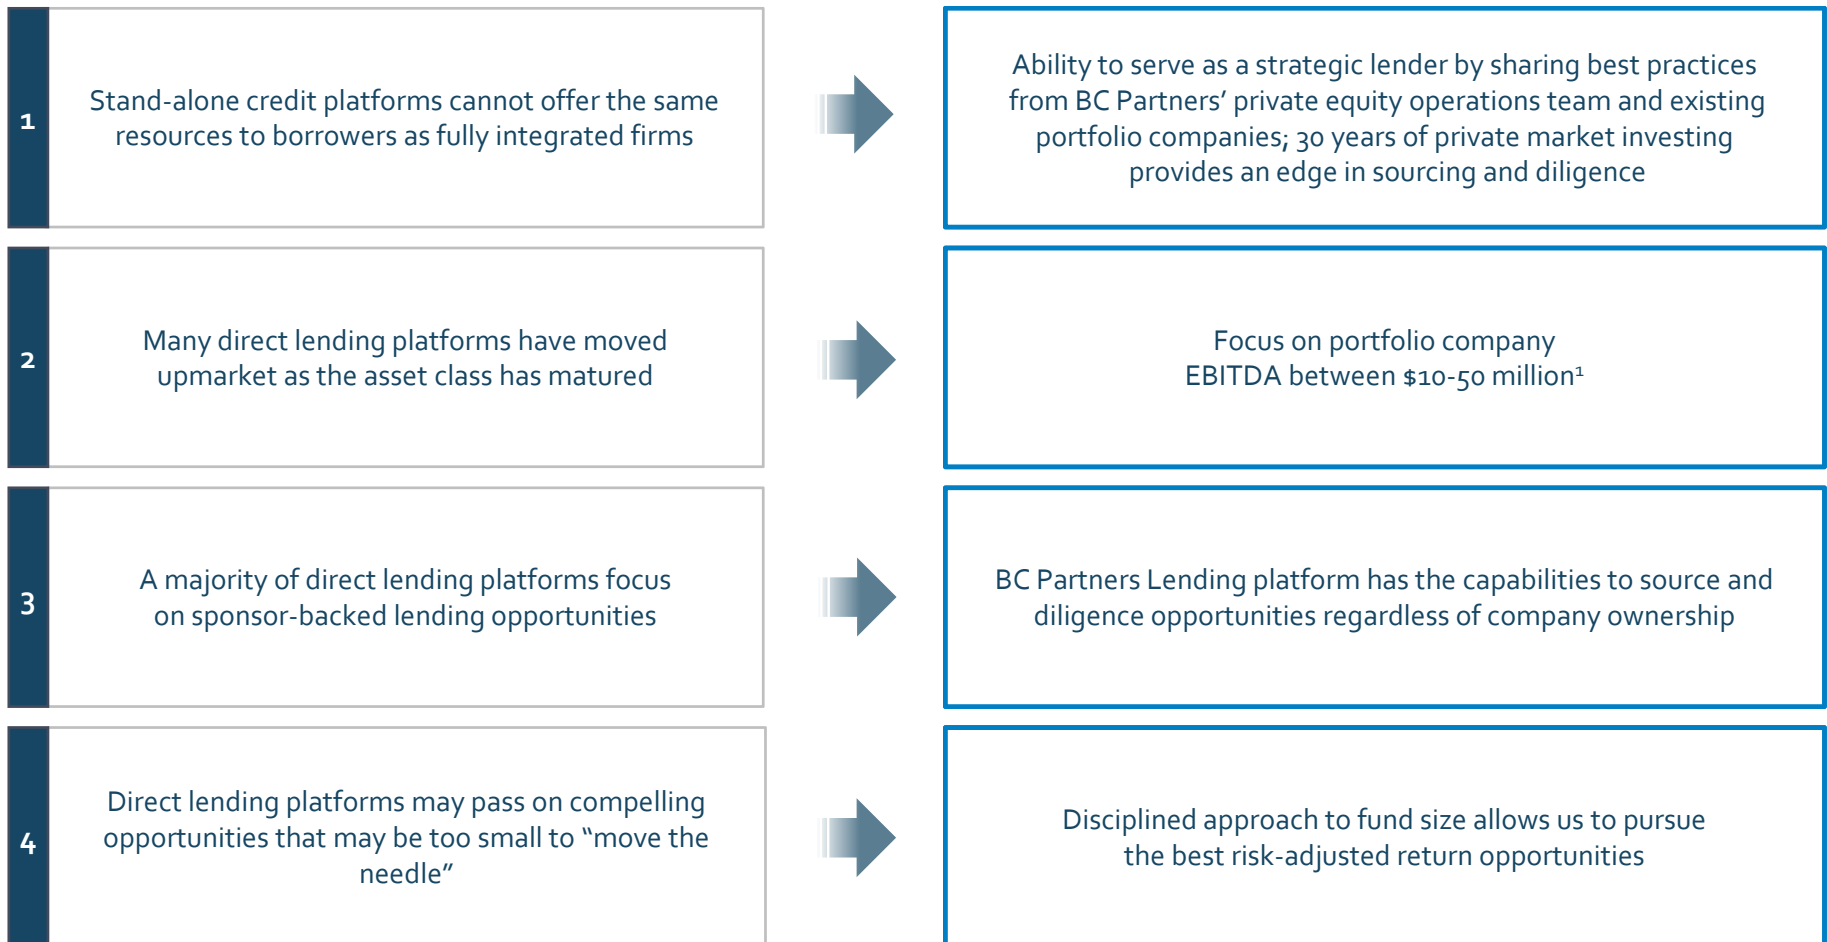 1
Stand-alone credit platforms cannot offer the same
resources to borrowers as fully integrated firms
Ability to serve as a strategic lender by sharing best practices
from BC Partners’ private equity operations team and existing
portfolio companies; 30 years of private market investing
provides an edge in sourcing and diligence
2
Many direct lending platforms have moved
upmarket as the asset class has matured
Focus on portfolio company
EBITDA between $10-50 million¹
3
A majority of direct lending platforms focus
on sponsor-backed lending opportunities
BC Partners Lending platform has the capabilities to source and
diligence opportunities regardless of company ownership
4
Direct lending platforms may pass on compelling
opportunities that may be too small to “move the
needle”
Disciplined approach to fund size allows us to pursue
the best risk-adjusted return opportunities